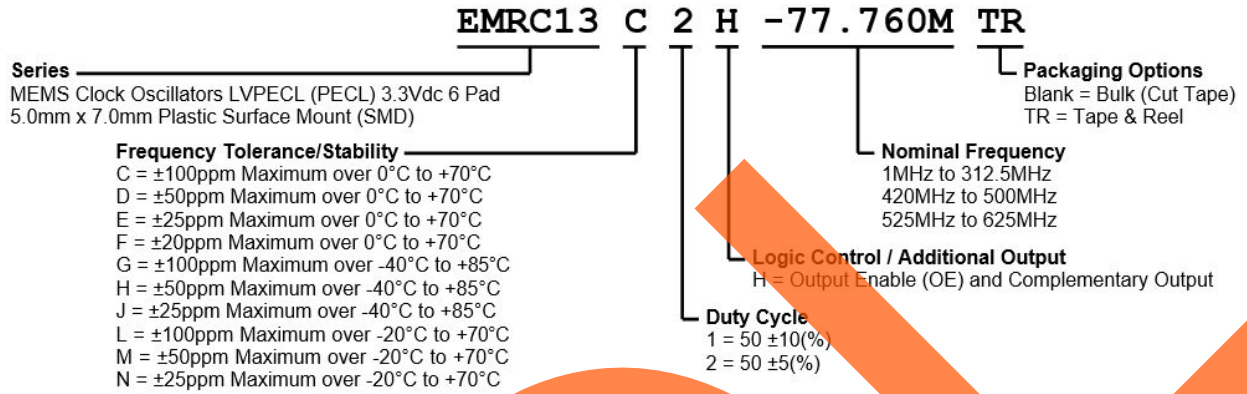 EMRC13 C 2 H -77.760M TR
Series
MEMS Clock Oscillators LVPECL (PECL) 3.3Vdc 6 Pad
5.0mm x 7.0mm Plastic Surface Mount (SMD)
Packaging Options
Blank = Bulk (Cut Tape)
TR = Tape & Reel
Frequency Tolerance/Stability
C = ±100ppm Maximum over 0°C to +70°C
D = ±50ppm Maximum over 0°C to +70°C
E = ±25ppm Maximum over 0°C to +70°C
F = ±20ppm Maximum over 0°C to +70°C
G = ±100ppm Maximum over -40°C to +85°C
H = ±50ppm Maximum over -40°C to +85°C
J = ±25ppm Maximum over -40°C to +85°C
L = ±100ppm Maximum over -20°C to +70°C
M = ±50ppm Maximum over -20°C to +70°C
N = ±25ppm Maximum over -20°C to +70°C
Nominal Frequency
1MHz to 312.5MHz
420MHz to 500MHz
525MHz to 625MHz
Logic Control / Additional Output
H = Output Enable (OE) and Complementary Output
Duty Cycle
1 = 50 ±10(%)
2 = 50 ±5(%)